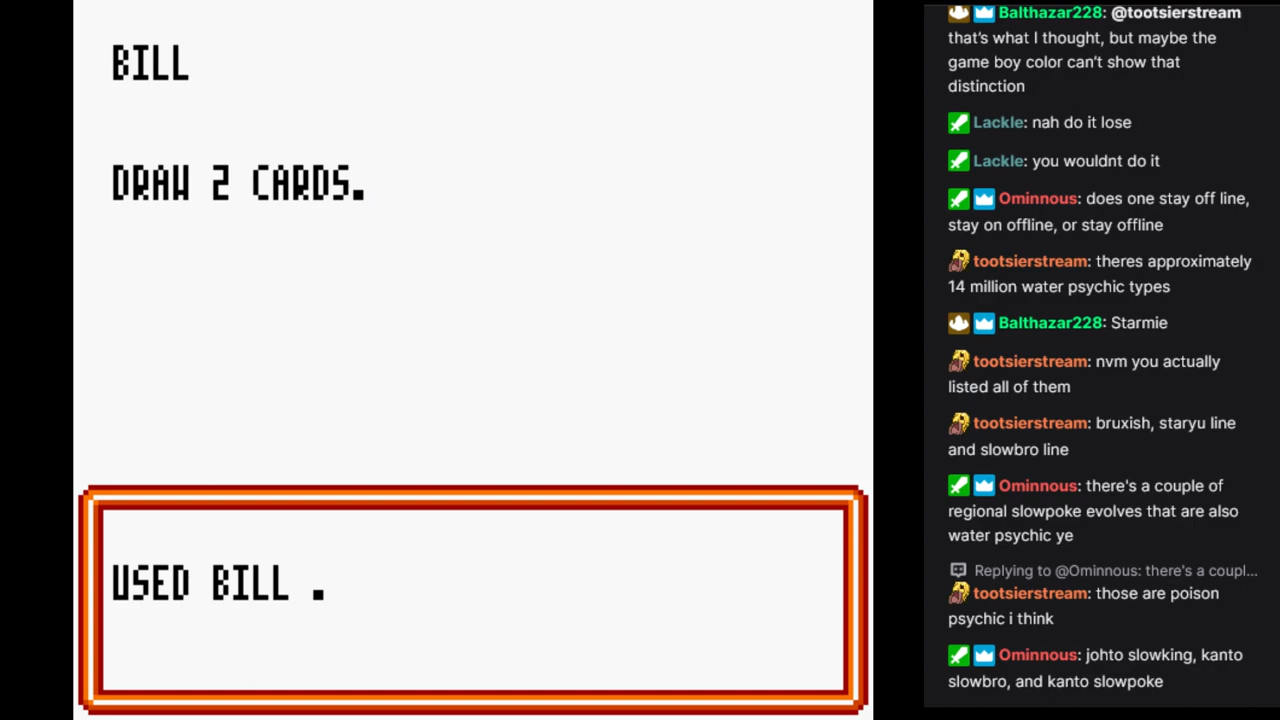 BILL
DRAW 2 CARDS.
USED BILL .
Balthazar228: @tootsierstream
that's what I thought, but maybe the
game boy color can't show that
distinction
Lackle: nah do it lose
Lackle: you wouldnt do it
Ominnous: does one stay off line,
stay on offline, or stay offline
tootsierstream: theres approximately
14 million water psychic types
Balthazar228: Starmie
tootsierstream: nvm you actually
listed all of them
tootsierstream: bruxish, staryu line
and slowbro line
Ominnous: there's a couple of
regional slowpoke evolves that are also
water psychic ye
Replying to @Ominnous: there's a coupl...
tootsierstream: those are poison
psychic i think
Ominnous: johto slowking, kanto
slowbro, and kanto slowpoke